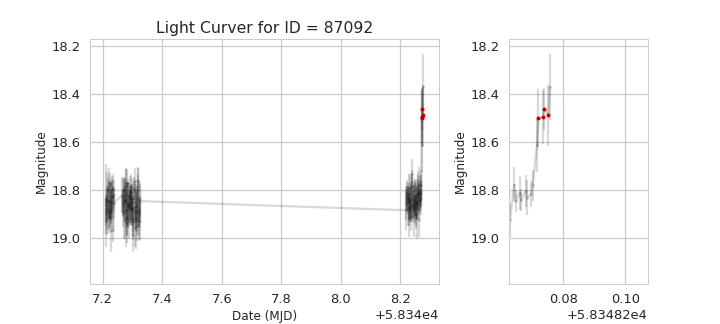 Light Curver for ID = 87092
Magnitude
18.2
18.4
18.6
18.8
19.0
7.2 7.4 7.6 7.8 8.0 8.2
Date (MJD)
+5.834e4
Magnitude
18.2
18.4
18.6
18.8
19.0
0.08 0.10
+5.83482e4